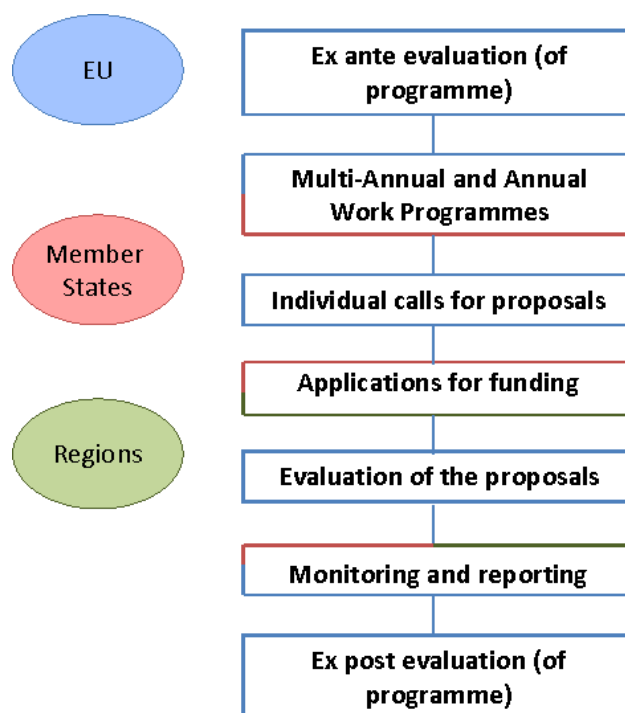 EU
Ex ante evaluation (of
programme)
Multi-Annual and Annual
Work Programmes
Member
States
Individual calls for proposals
Applications for funding
Regions
Evaluation of the proposals
Monitoring and reporting
Ex post evaluation (of
programme)